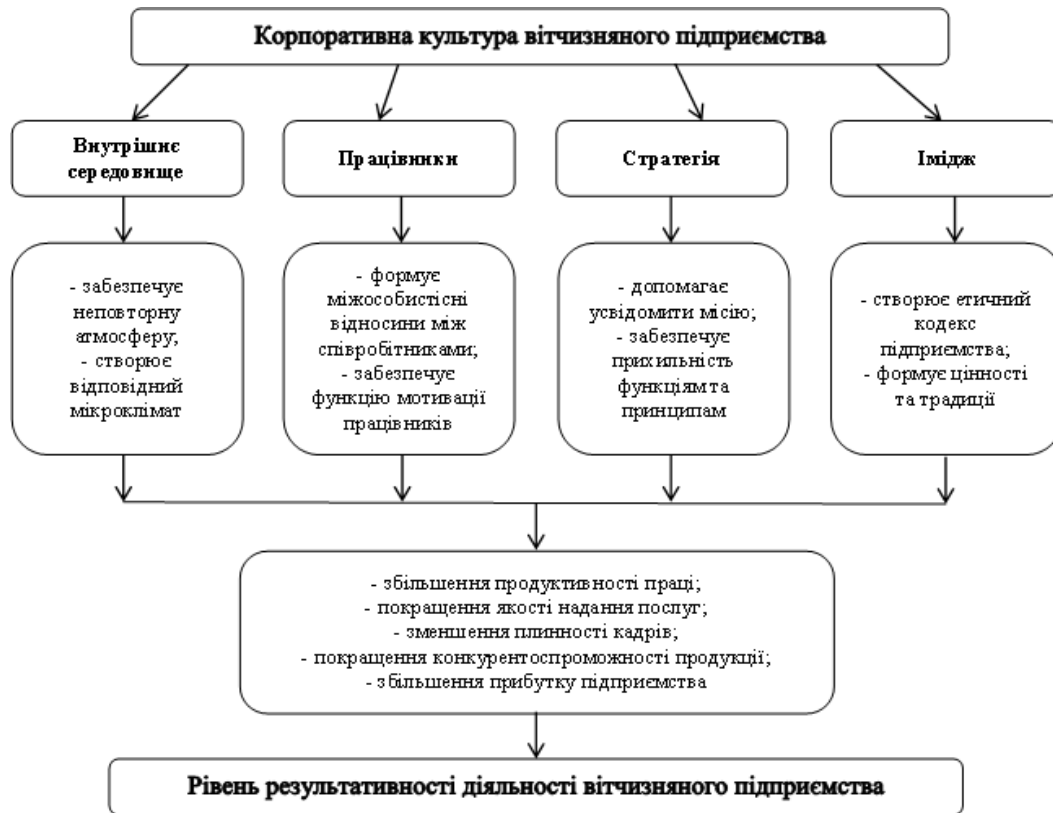 Корпоративна культура вітчизняного підприємства
Внутрішнє
середовище
Працівники
Стратегія
Імідж
- забезпечує
неповторну
атмосферу;
- створює
відповідний
мікроклімат
- формує
міжособистісні
відносини між
співробітниками;
- забезпечує
функцію мотивації
працівників
- допомагає
усвідомити місію;
- забезпечує
прихильність
функціям та
принципам
- створює етичний
кодекс
підприємства;
- формує цінності
та традиції
- збільшення продуктивності праці;
- покращення якості надання послуг;
- зменшення плинності кадрів;
- покращення конкурентоспроможності продукції;
- збільшення прибутку підприємства
Рівень результативності діяльності вітчизняного підприємства